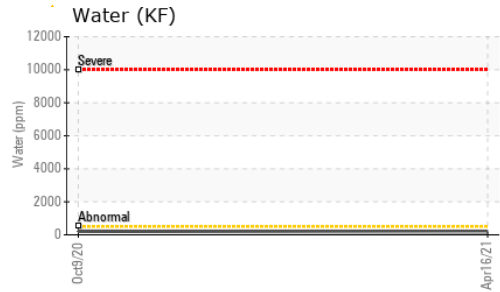 Water (KF)
12000
10000
8000
6000
4000
2000
0
Water (ppm)
Severe
Abnormal
Oct9/20
Apr16/21